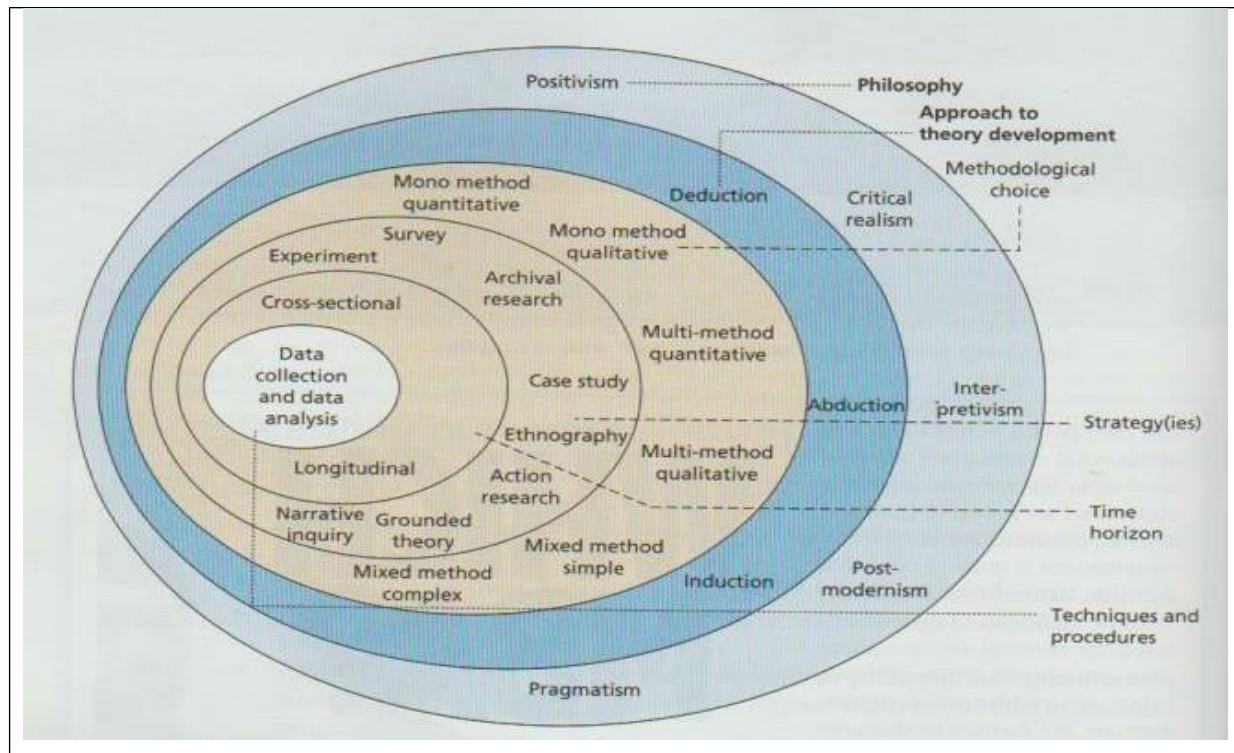 Positivism
Philosophy
Approach to
theory development
Methodological
choice
Mono method
quantitative
Deduction
Critical
realism
Survey
Mono method
qualitative
Experiment
Archival
research
Cross-sectional
Multi-method
quantitative
Data
collection
and data
analysis
Case study
Abduction
Inter-
pretivism
Strategy(ies)
Ethnography
Multi-method
qualitative
Longitudinal
Action
research
Time
horizon
Narrative
inquiry
Grounded
theory
Mixed method
simple
Mixed method
complex
Induction
Post-
modernism
Techniques and
procedures
Pragmatism